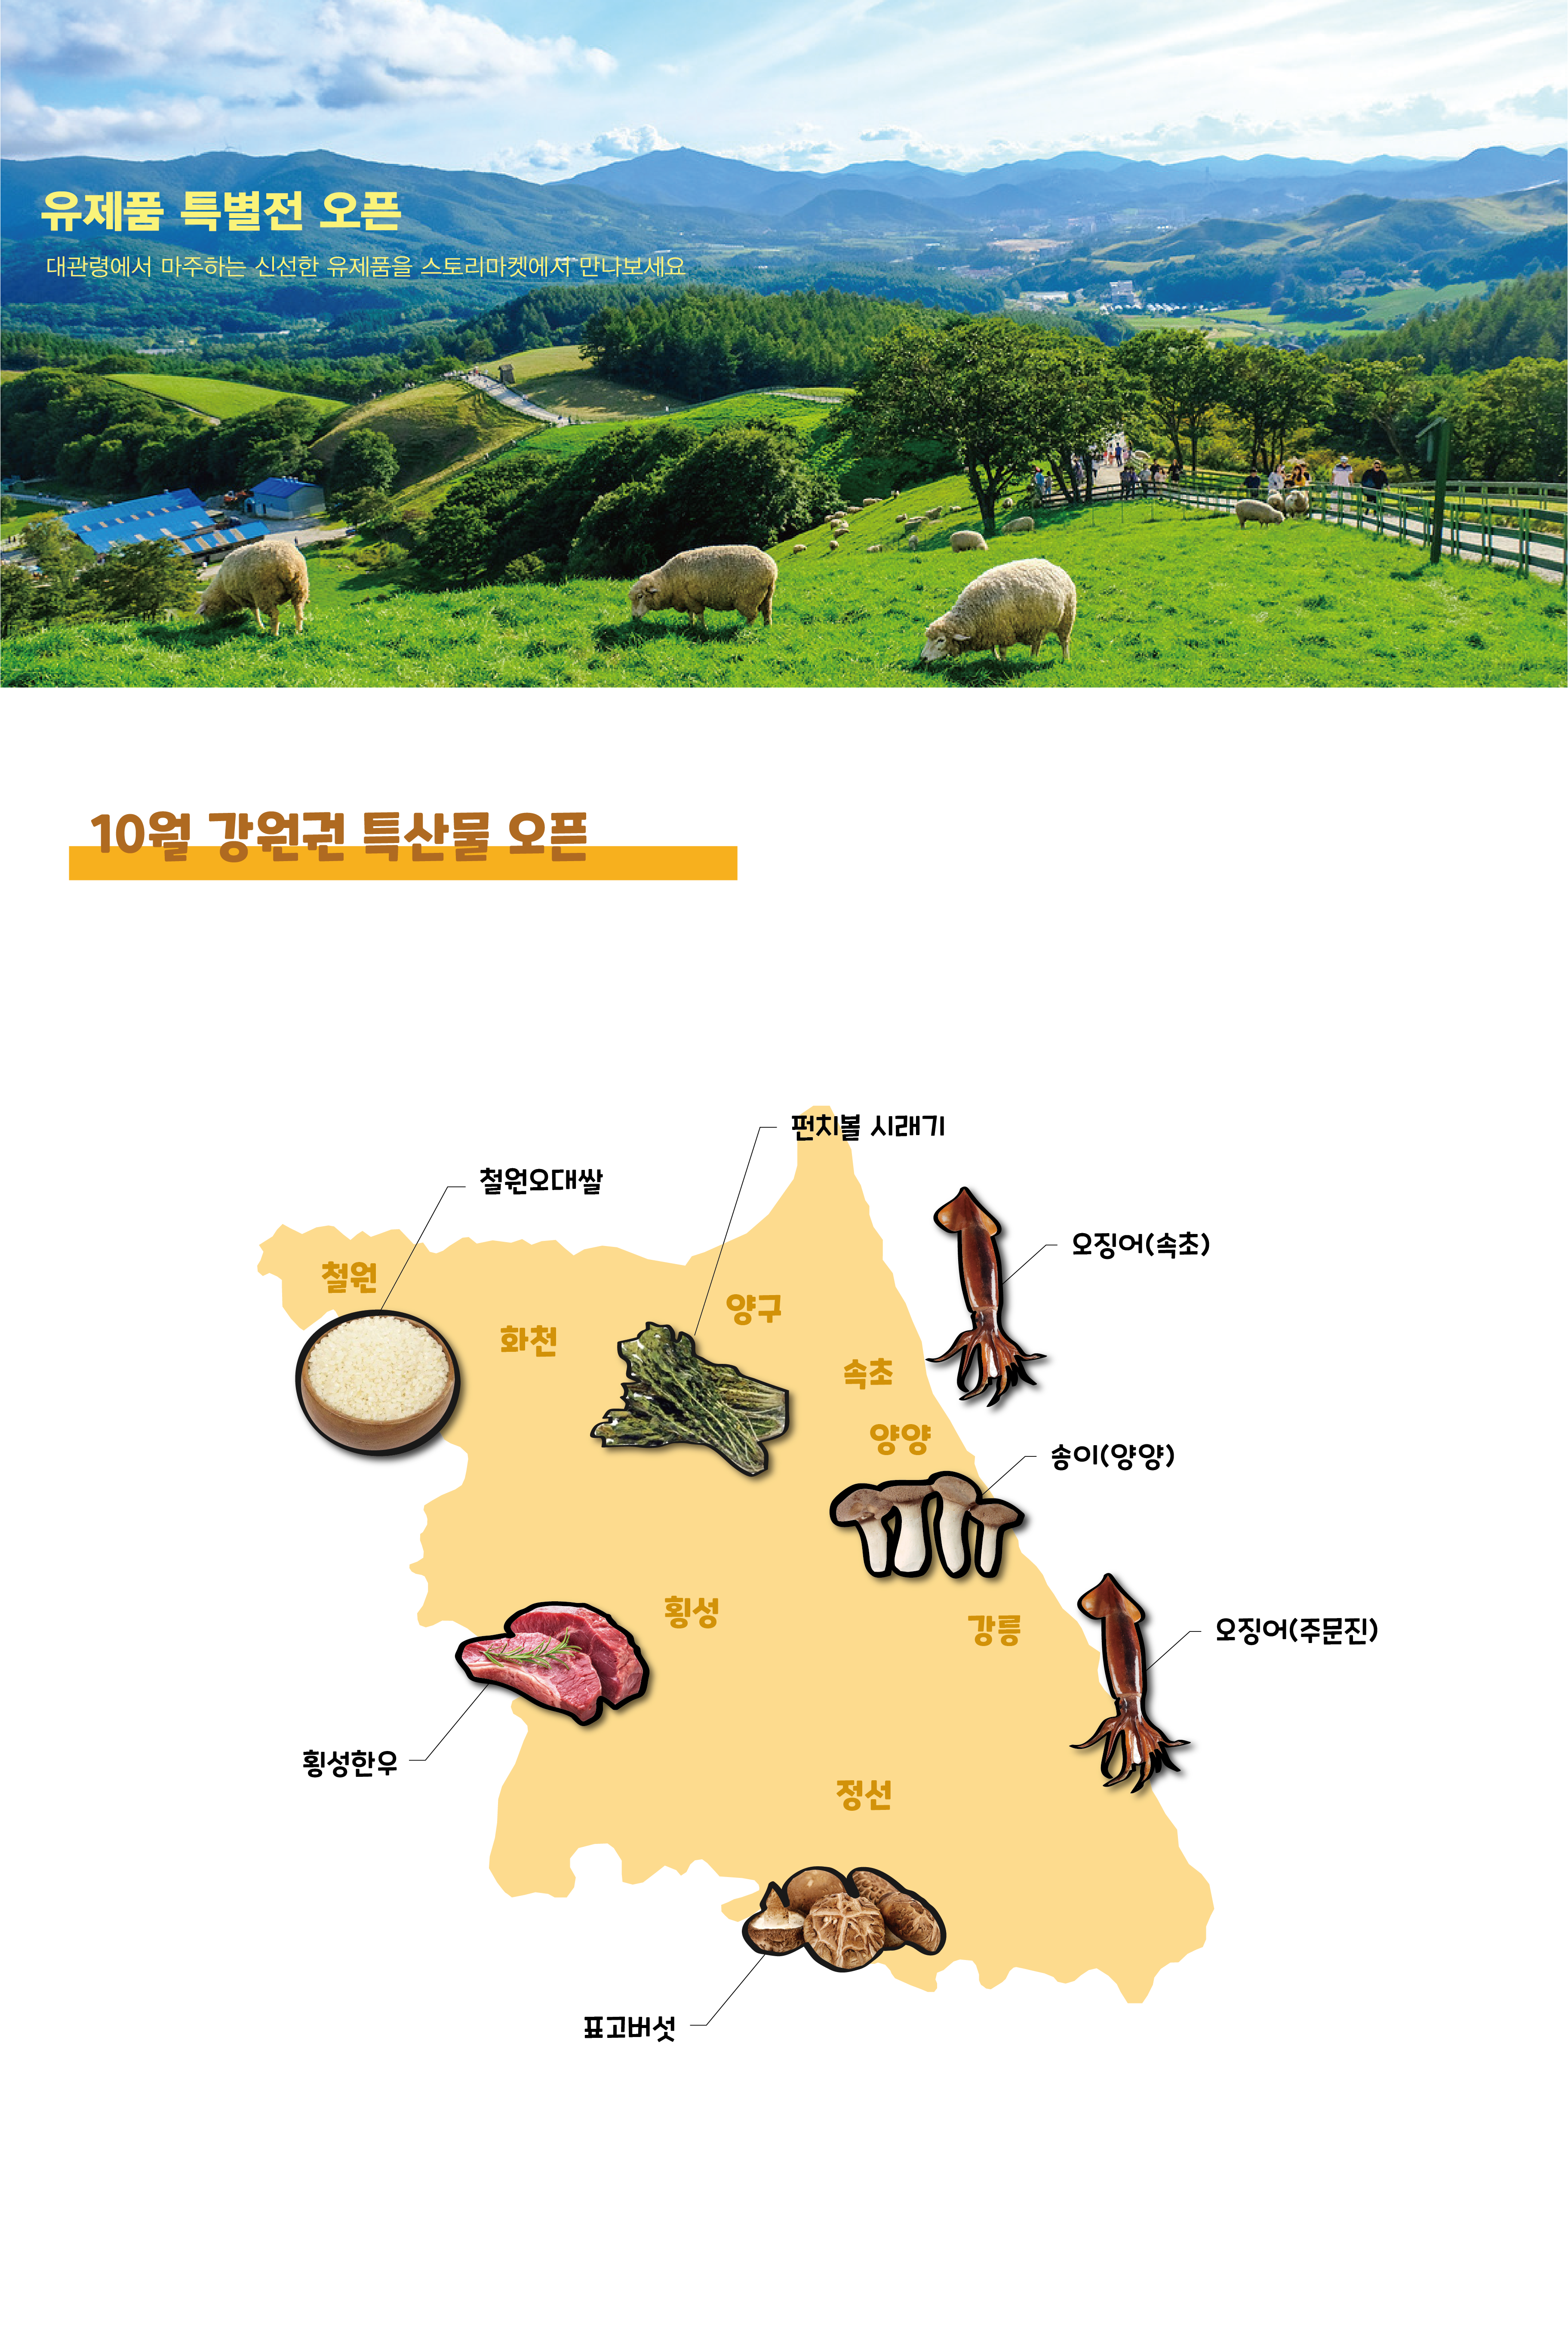 유제품 특별전 오픈
대관령에서 마주하는 신선한 유제품을 스토리마켓에서 만나보세요
10월 강원권 특산물 오픈
펀치볼 시래기
철원오대쌀
오징어(속초)
철원
양구
화천
속초
양양
송이(양양)
횡성
강릉
오징어(주문진)
횡성한우
정선
표고버섯